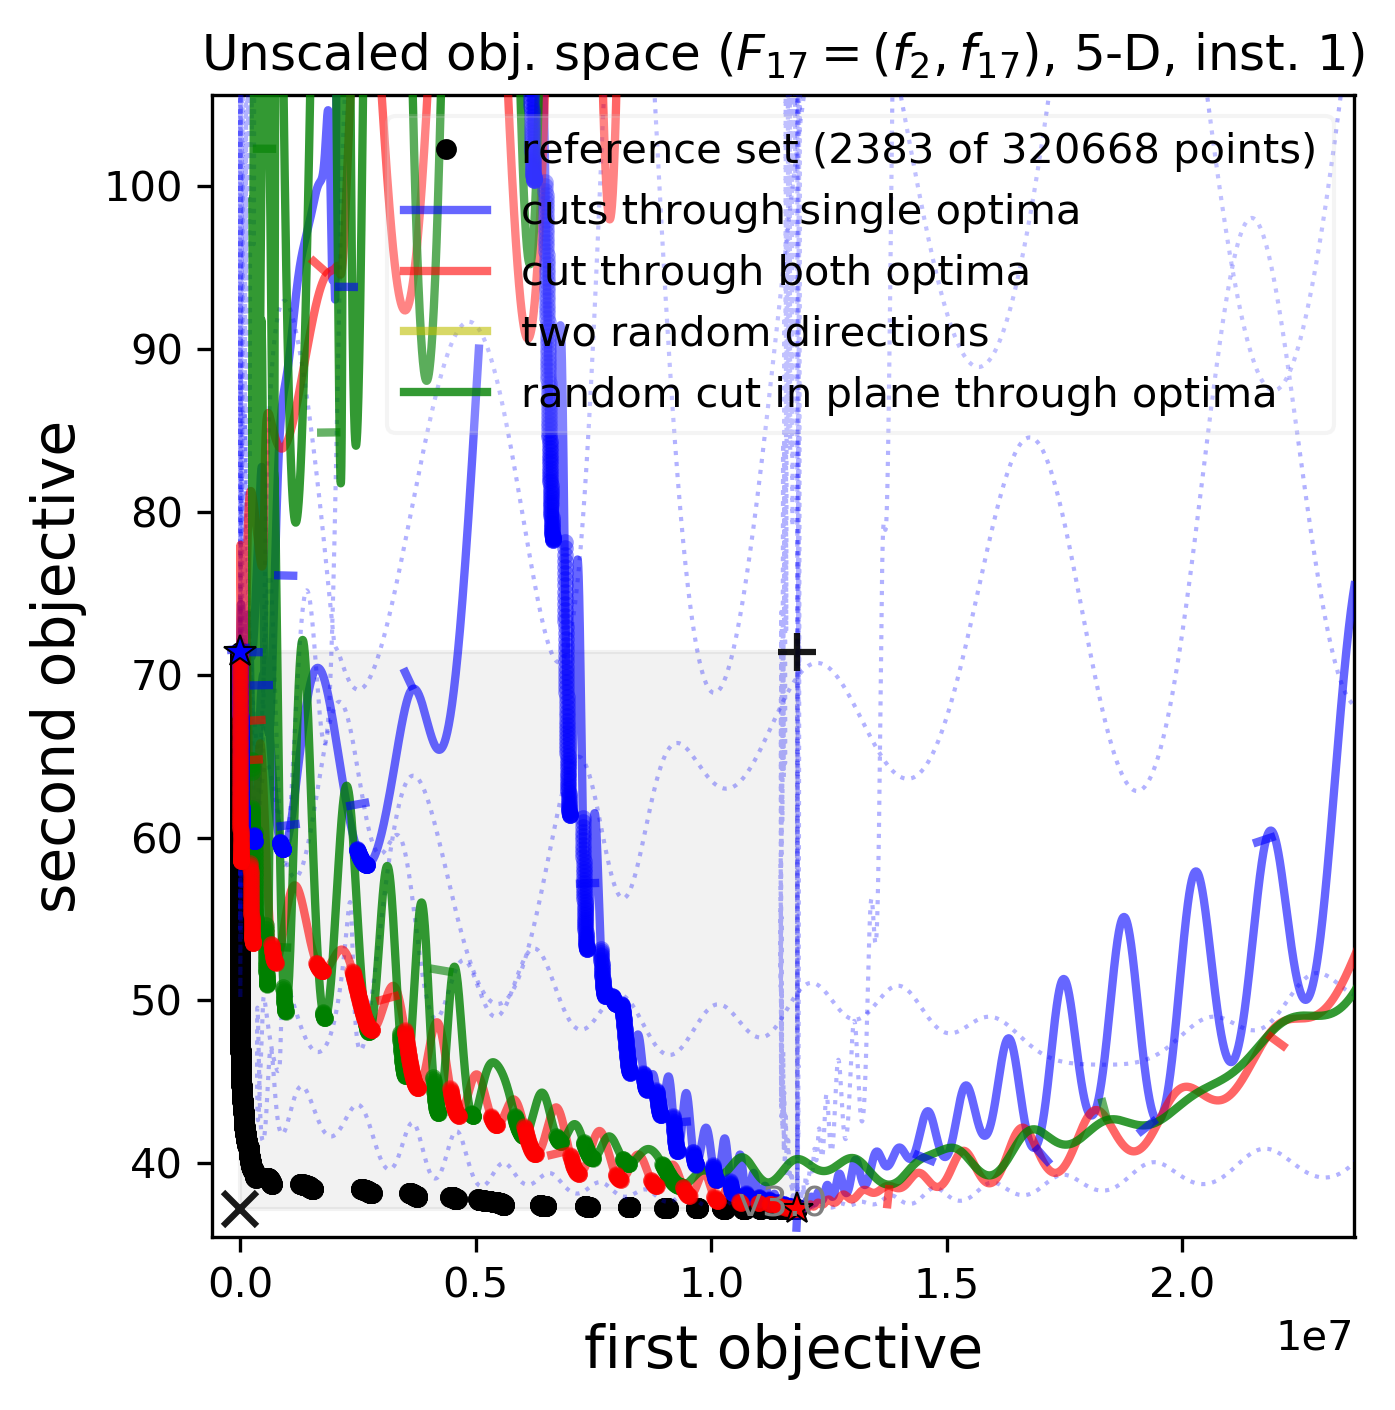 Unscaled obj. space (F₁₇ = (f₂, f₁₇), 5-D, inst. 1)
reference set (2383 of 320668 points)
cuts through single optima
cut through both optima
two random directions
random cut in plane through optima
100
90
80
70
60
50
40
second objective
v3.0
0.0 0.5 1.0 1.5 2.0
1e7
first objective